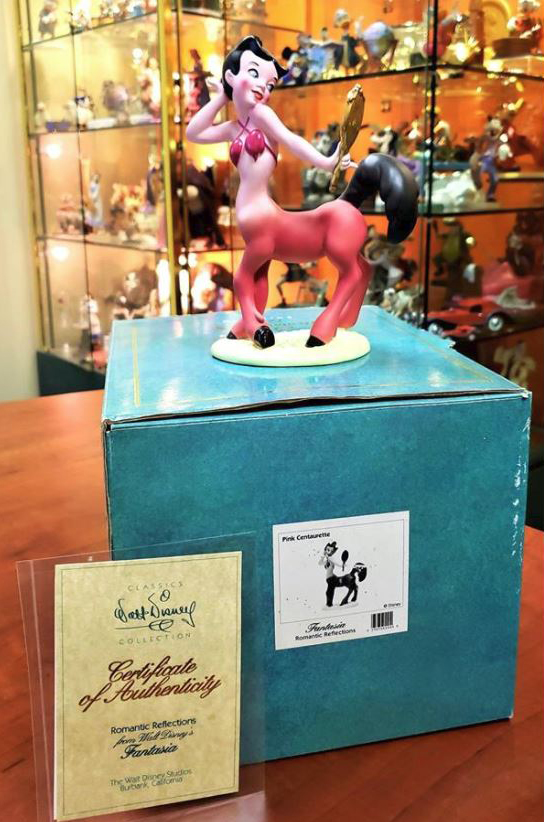 Pink Centaurette
© Disney
Fantasia
Romantic Reflections
CLASSICS
Walt Disney
COLLECTION
Certificate
of Authenticity
Romantic Reflections
from Walt Disney's
Fantasia
The Walt Disney Studios
Burbank, California